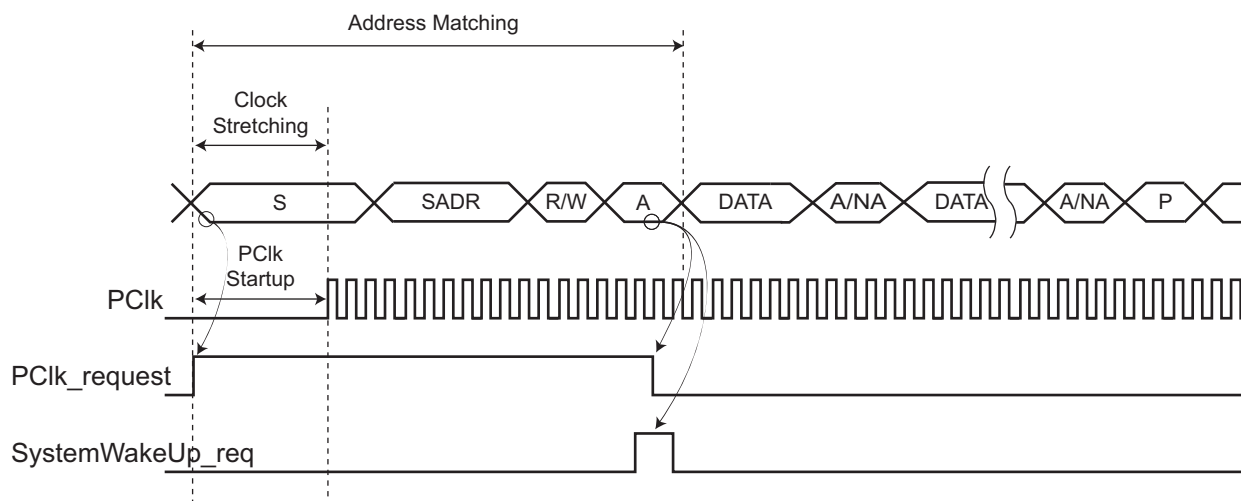 Address Matching
Clock
Stretching
S
SADR
R/W
A
DATA
A/NA
DATA
A/NA
P
PClk
Startup
PClk
PClk_request
SystemWakeUp_req